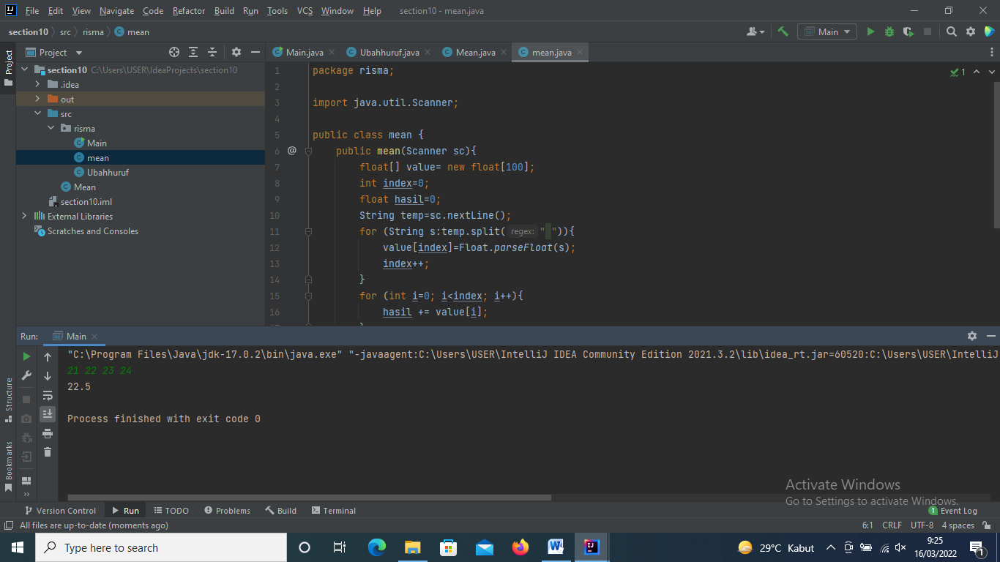 File Edit View Navigate Code Refactor Build Run Tools VCS Window Help section10 - mean.java
section10 src risma mean Main
Project Main.java Ubahhuruf.java Mean.java mean.java
Project
section10 C:\Users\USER\IdeaProjects\section10
.idea
out
src
risma
Main
mean
Ubahhuruf
Mean
section10.iml
External Libraries
Scratches and Consoles
1 package risma;
2
3 import java.util.Scanner;
4
5 public class mean {
6 @ public mean(Scanner sc){
7 float[] value= new float[100];
8 int index=0;
9 float hasil=0;
10 String temp=sc.nextLine();
11 for (String s:temp.split( regex: " ")){
12 value[index]=Float.parseFloat(s);
13 index++;
14 }
15 for (int i=0; i<index; i++){
16 hasil += value[i];
1
Run: Main
"C:\Program Files\Java\jdk-17.0.2\bin\java.exe" "-javaagent:C:\Users\USER\IntelliJ IDEA Community Edition 2021.3.2\lib\idea_rt.jar=60520:C:\Users\USER\IntelliJ
21 22 23 24
22.5
Process finished with exit code 0
Structure
Bookmarks
Activate Windows
Go to Settings to activate Windows.
Version Control Run TODO Problems Build Terminal 1 Event Log
All files are up-to-date (moments ago) 6:1 CRLF UTF-8 4 spaces
Type here to search 29°C Kabut 9:25
16/03/2022 1